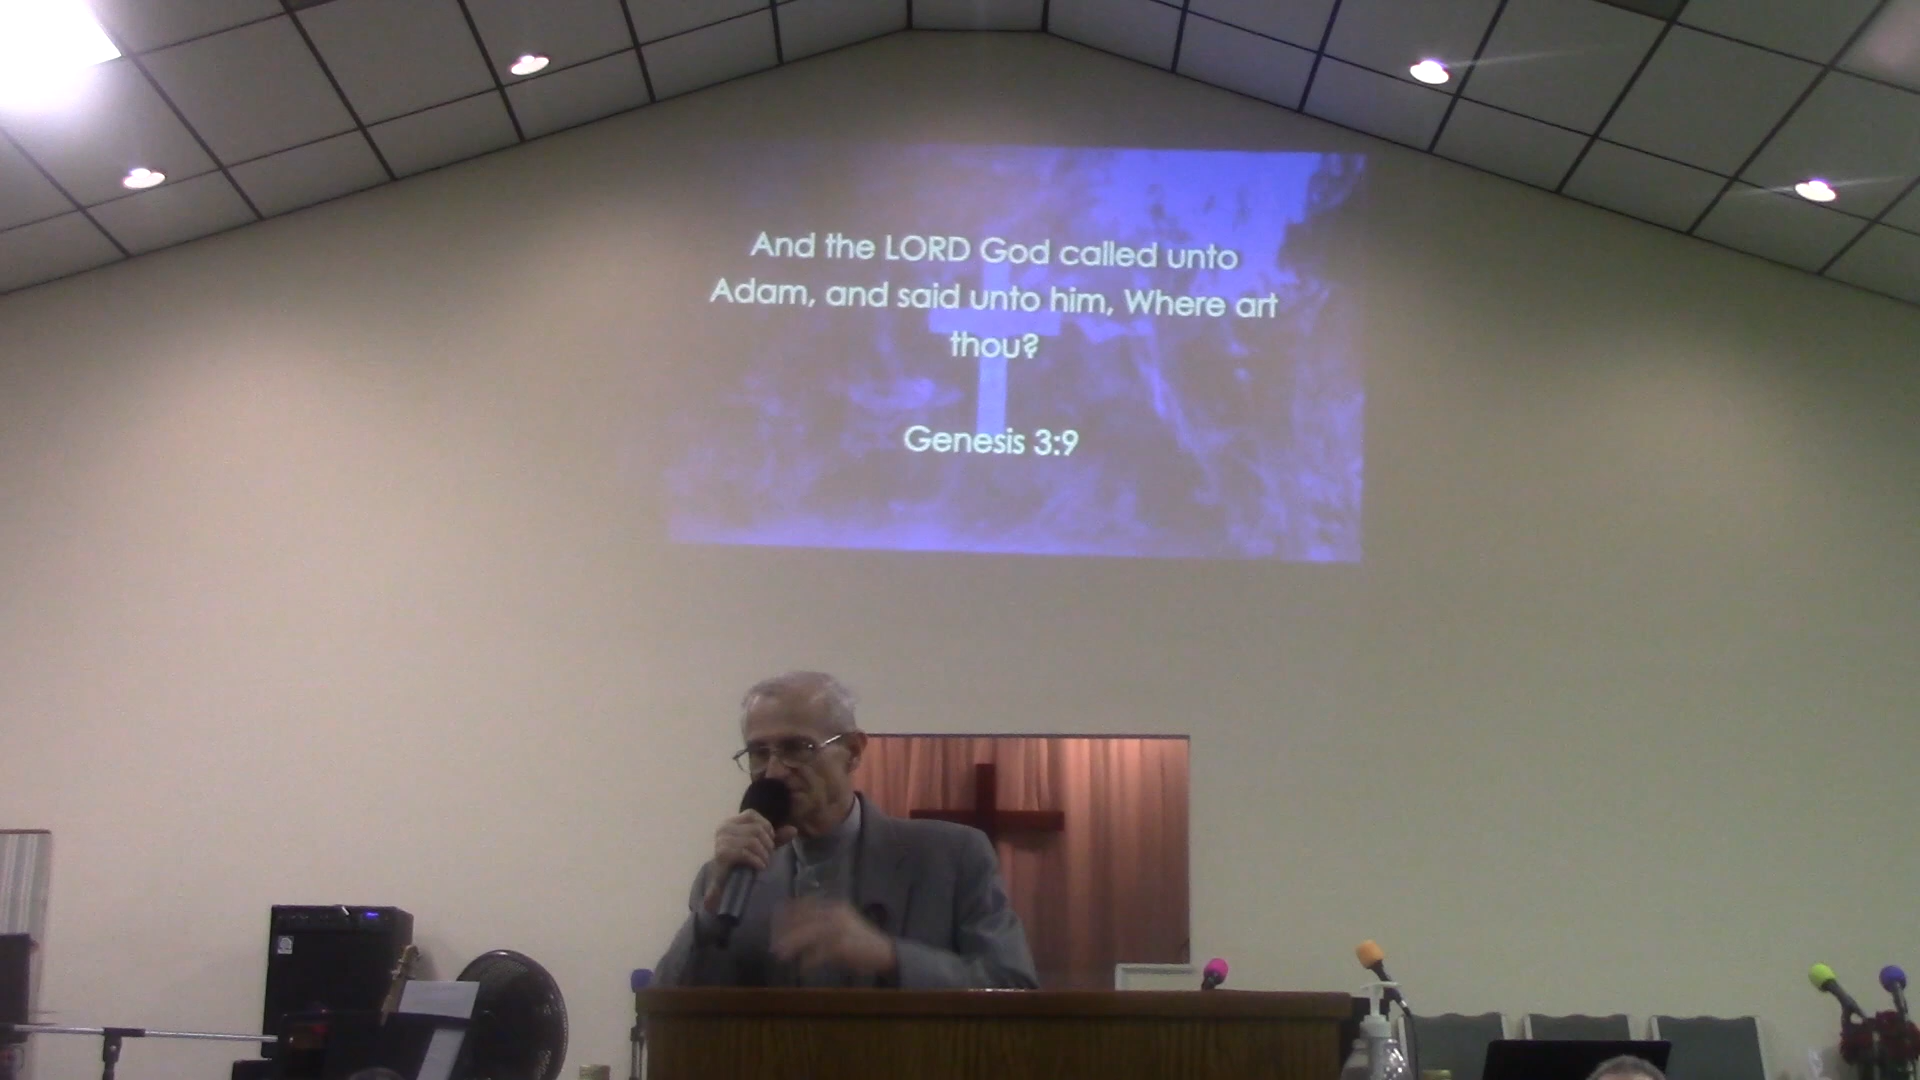 And the LORD God called unto
Adam, and said unto him, Where art
thou?
Genesis 3:9